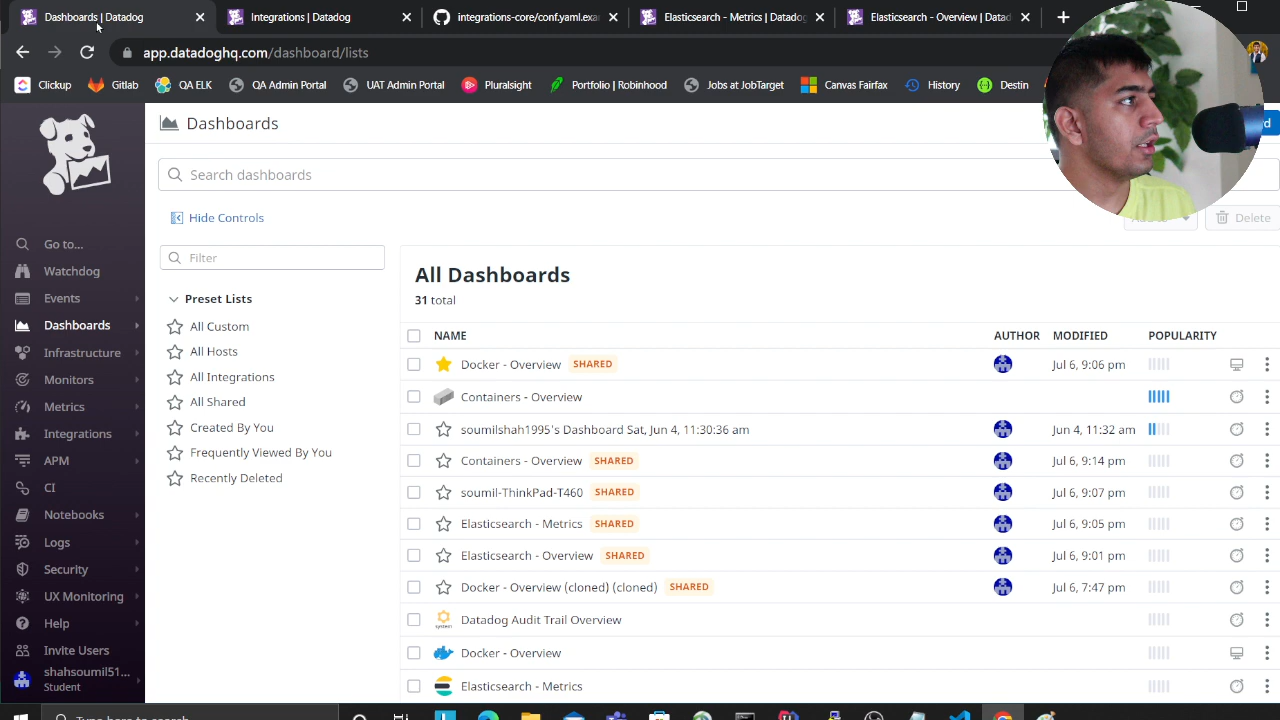 Dashboards | Datadog
Integrations | Datadog
integrations-core/conf.yaml.exa
Elasticsearch - Metrics | Datadog
Elasticsearch - Overview | Datad
app.datadoghq.com/dashboard/lists
Clickup
Gitlab
QA ELK
QA Admin Portal
UAT Admin Portal
Pluralsight
Portfolio | Robinhood
Jobs at JobTarget
Canvas Fairfax
History
Destin
Dashboards
d
Search dashboards
Hide Controls
Delete
Go to...
Watchdog
Events
Dashboards
Infrastructure
Monitors
Metrics
Integrations
APM
CI
Notebooks
Logs
Security
UX Monitoring
Help
Invite Users
shahsoumil51...
Student
Filter
Preset Lists
All Custom
All Hosts
All Integrations
All Shared
Created By You
Frequently Viewed By You
Recently Deleted
All Dashboards
31 total
NAME AUTHOR MODIFIED POPULARITY
Docker - Overview SHARED Jul 6, 9:06 pm
Containers - Overview
soumilshah1995's Dashboard Sat, Jun 4, 11:30:36 am Jun 4, 11:32 am
Containers - Overview SHARED Jul 6, 9:14 pm
soumil-ThinkPad-T460 SHARED Jul 6, 9:07 pm
Elasticsearch - Metrics SHARED Jul 6, 9:05 pm
Elasticsearch - Overview SHARED Jul 6, 9:01 pm
Docker - Overview (cloned) (cloned) SHARED Jul 6, 7:47 pm
system Datadog Audit Trail Overview
Docker - Overview
Elasticsearch - Metrics
Type here to search